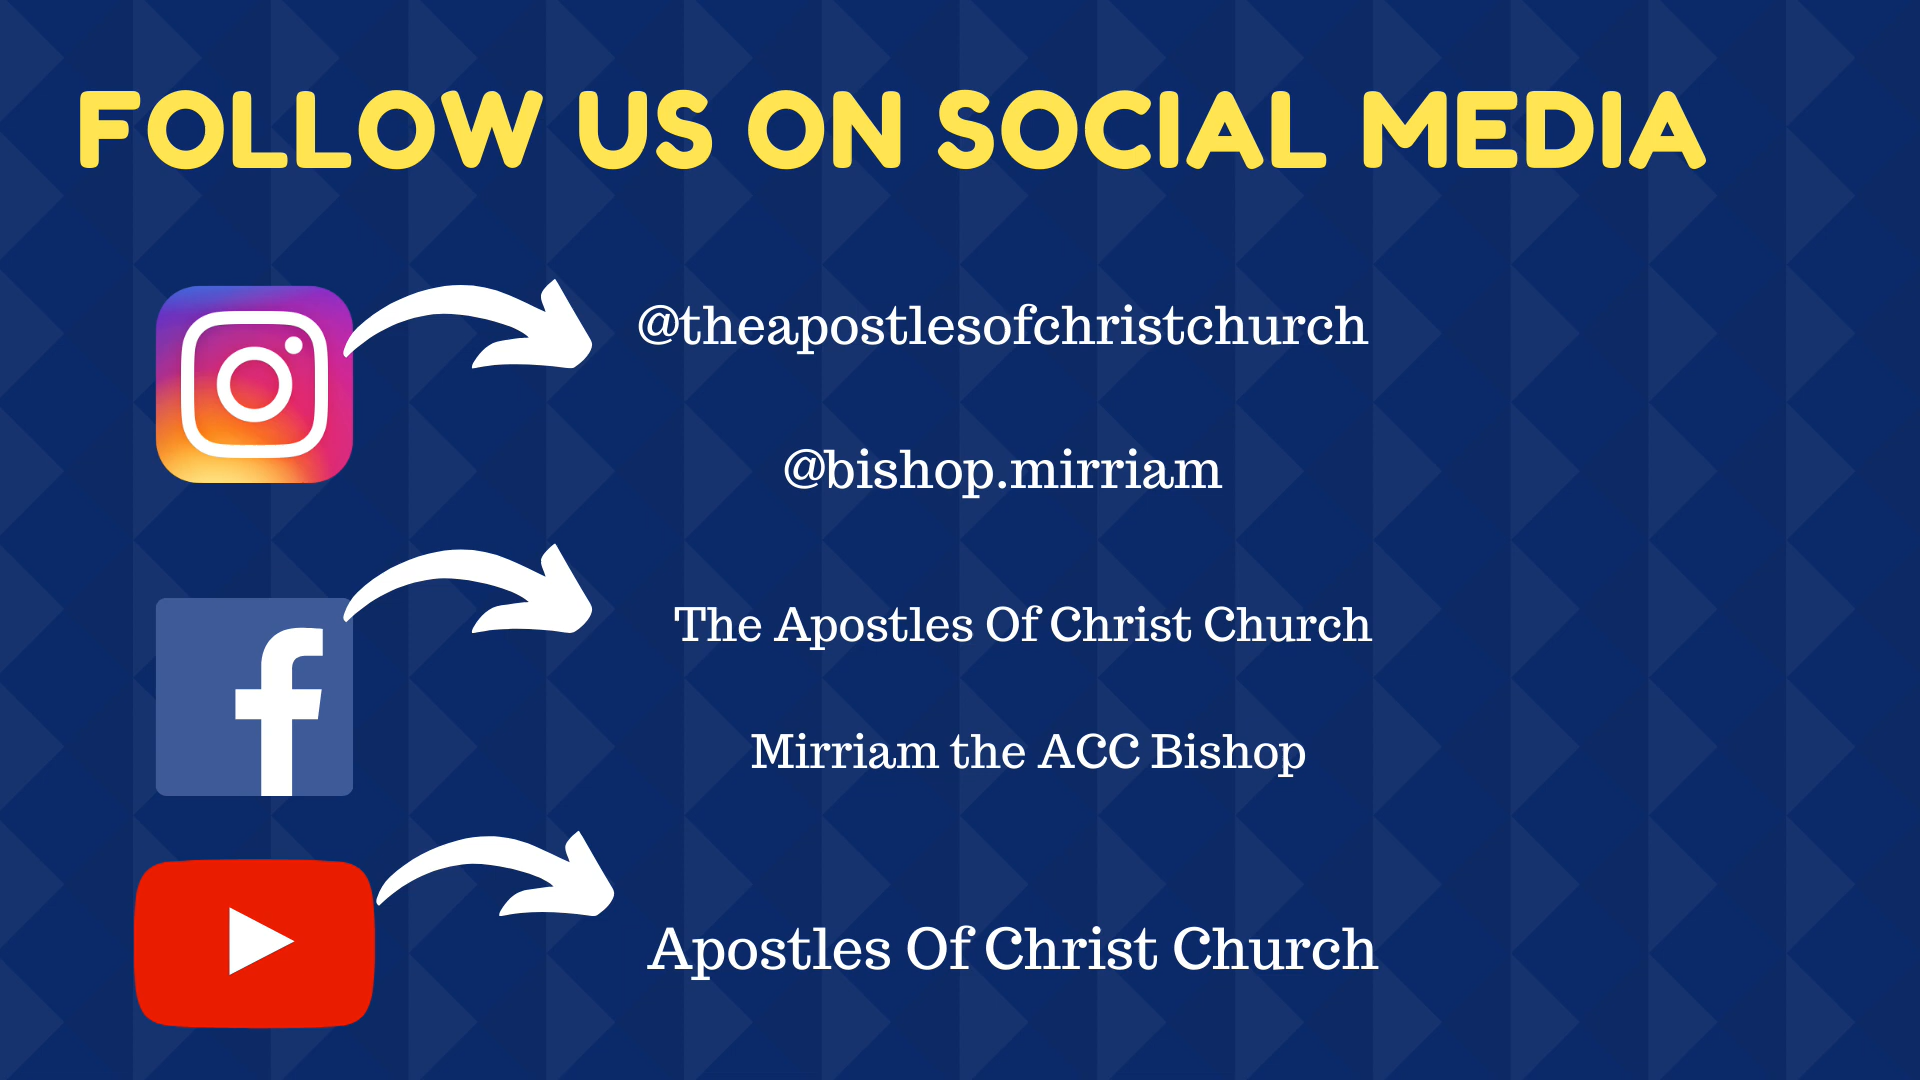 FOLLOW US ON SOCIAL MEDIA
@theapostlesofchristchurch
@bishop.mirriam
The Apostles Of Christ Church
Mirriam the ACC Bishop
Apostles Of Christ Church